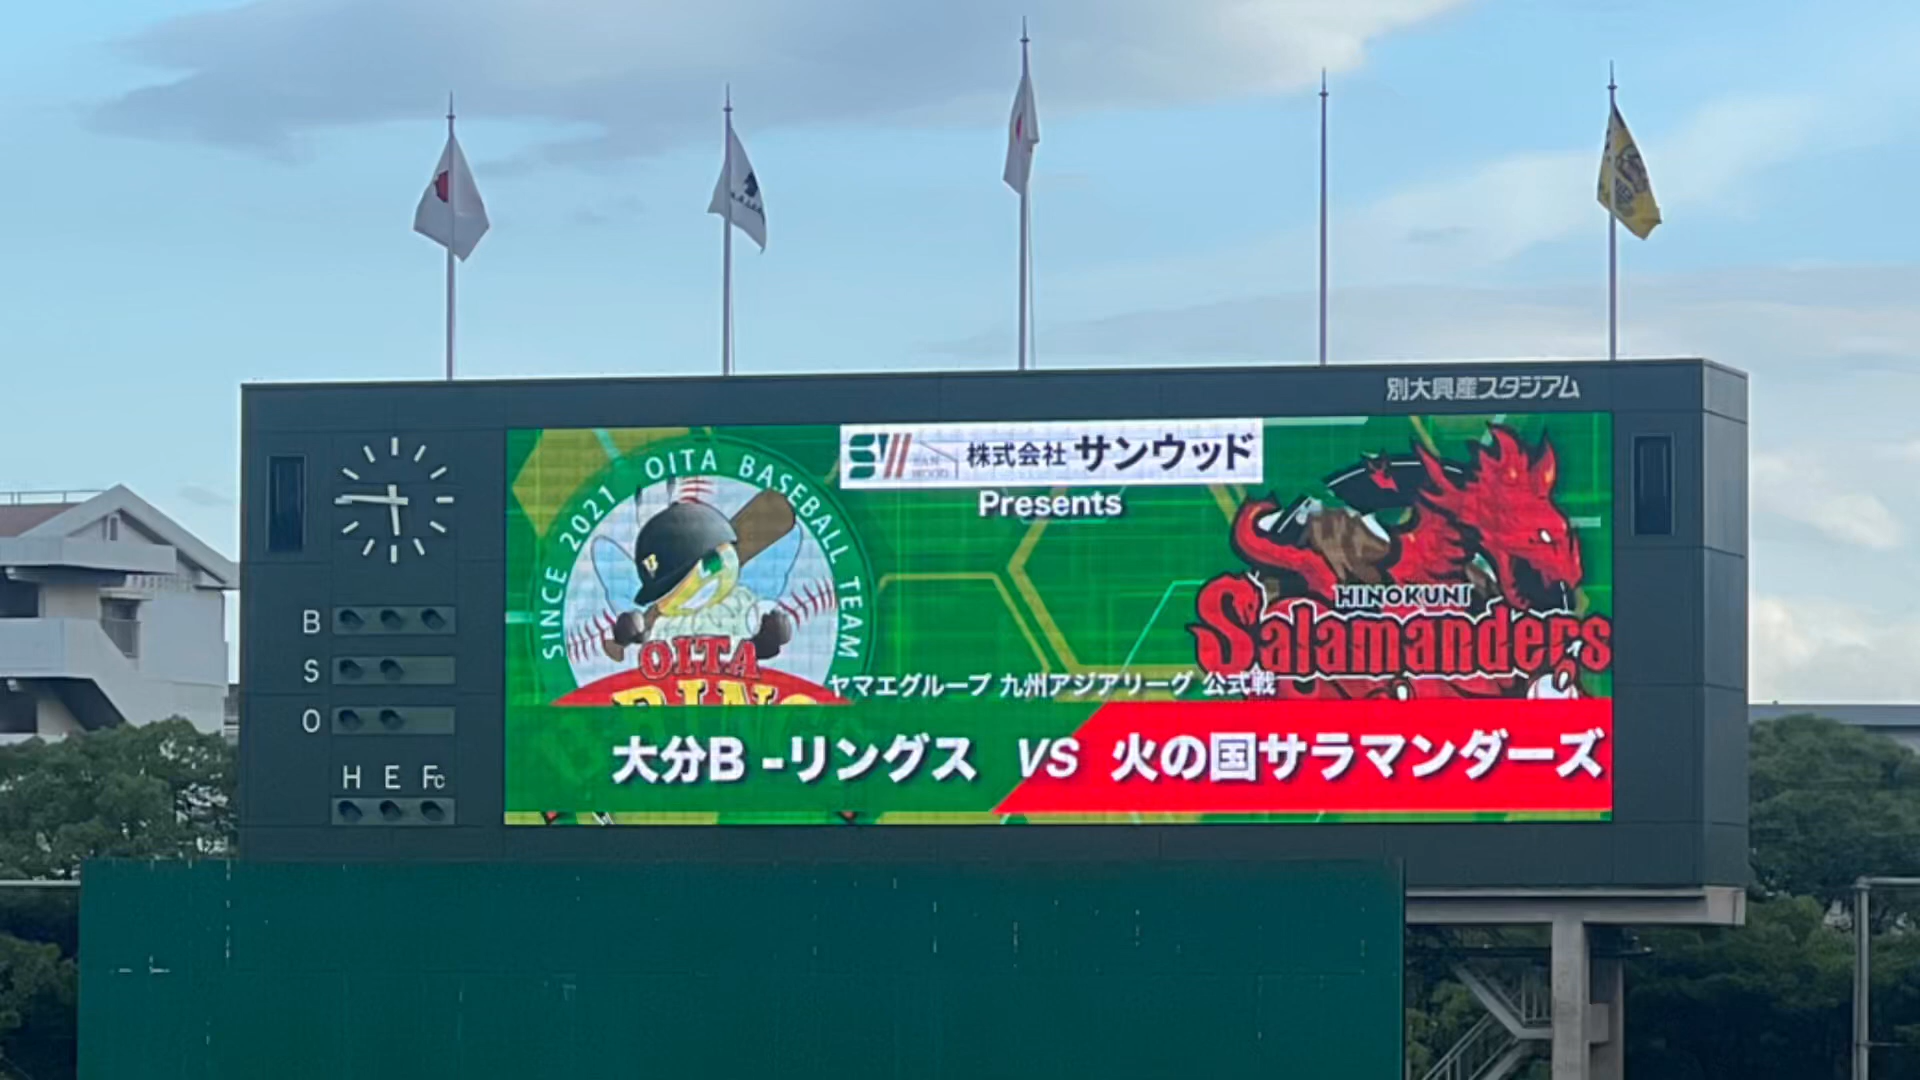 別大興産スタジアム
SAN WOOD 株式会社 サンウッド
Presents
SINCE 2021 OITA BASEBALL TEAM
OITA
HINOKUNI
Salamanders
ヤマエグループ 九州アジアリーグ 公式戦
大分B-リングス VS 火の国サラマンダーズ
B
S
O
H E Fc